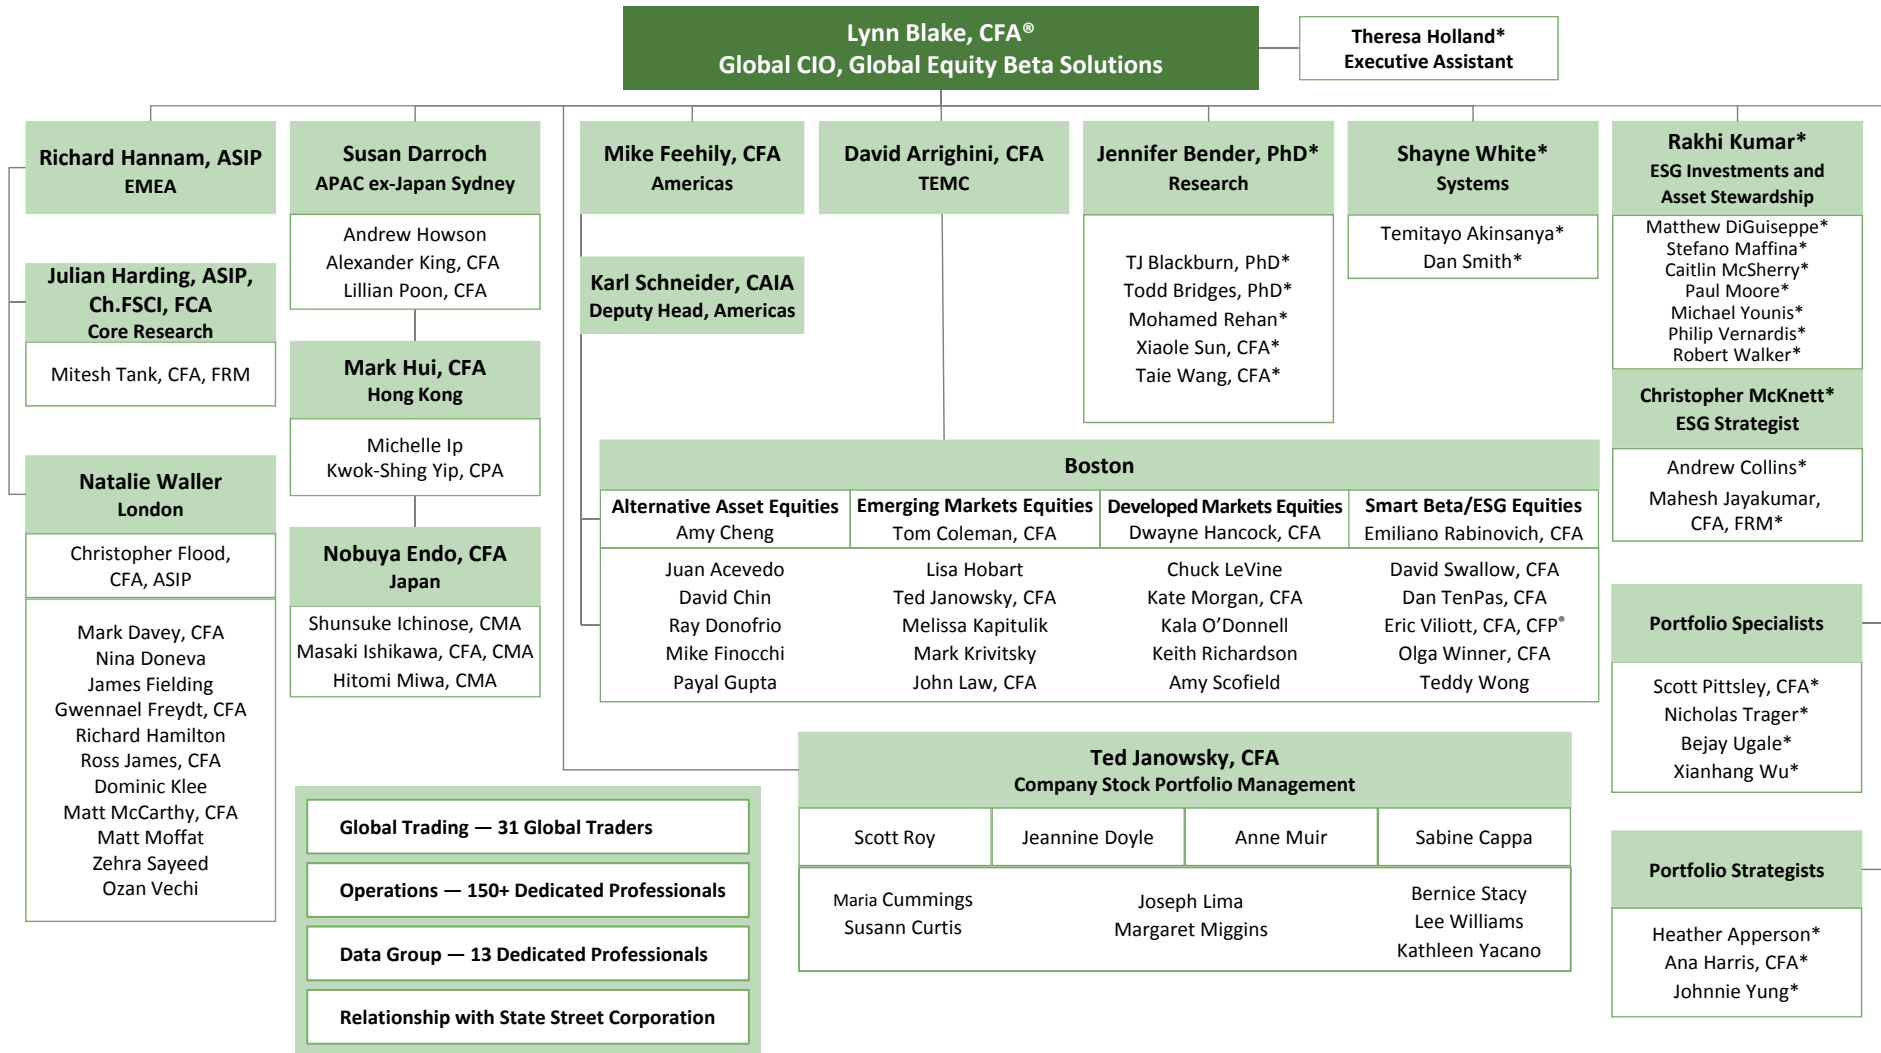 Lynn Blake, CFA®
Global CIO, Global Equity Beta Solutions
Theresa Holland*
Executive Assistant
Richard Hannam, ASIP
EMEA
Julian Harding, ASIP,
Ch.FSCI, FCA
Core Research
Mitesh Tank, CFA, FRM
Natalie Waller
London
Christopher Flood,
CFA, ASIP
Mark Davey, CFA
Nina Doneva
James Fielding
Gwennael Freydt, CFA
Richard Hamilton
Ross James, CFA
Dominic Klee
Matt McCarthy, CFA
Matt Moffat
Zehra Sayeed
Ozan Vechi
Susan Darroch
APAC ex-Japan Sydney
Andrew Howson
Alexander King, CFA
Lillian Poon, CFA
Mark Hui, CFA
Hong Kong
Michelle Ip
Kwok-Shing Yip, CPA
Nobuya Endo, CFA
Japan
Shunsuke Ichinose, CMA
Masaki Ishikawa, CFA, CMA
Hitomi Miwa, CMA
Mike Feehily, CFA
Americas
Karl Schneider, CAIA
Deputy Head, Americas
David Arrighini, CFA
TEMC
Jennifer Bender, PhD*
Research
TJ Blackburn, PhD*
Todd Bridges, PhD*
Mohamed Rehan*
Xiaole Sun, CFA*
Taie Wang, CFA*
Shayne White*
Systems
Temitayo Akinsanya*
Dan Smith*
Rakhi Kumar*
ESG Investments and
Asset Stewardship
Matthew DiGuiseppe*
Stefano Maffina*
Caitlin McSherry*
Paul Moore*
Michael Younis*
Philip Vernardis*
Robert Walker*
Christopher McKnett*
ESG Strategist
Andrew Collins*
Mahesh Jayakumar,
CFA, FRM*
Boston
Alternative Asset Equities
Amy Cheng
Juan Acevedo
David Chin
Ray Donofrio
Mike Finocchi
Payal Gupta
Emerging Markets Equities
Tom Coleman, CFA
Lisa Hobart
Ted Janowsky, CFA
Melissa Kapitulik
Mark Krivitsky
John Law, CFA
Developed Markets Equities
Dwayne Hancock, CFA
Chuck LeVine
Kate Morgan, CFA
Kala O’Donnell
Keith Richardson
Amy Scofield
Smart Beta/ESG Equities
Emiliano Rabinovich, CFA
David Swallow, CFA
Dan TenPas, CFA
Eric Viliott, CFA, CFP®
Olga Winner, CFA
Teddy Wong
Portfolio Specialists
Scott Pittsley, CFA*
Nicholas Trager*
Bejay Ugale*
Xianhang Wu*
Portfolio Strategists
Heather Apperson*
Ana Harris, CFA*
Johnnie Yung*
Ted Janowsky, CFA
Company Stock Portfolio Management
Scott Roy
Jeannine Doyle
Anne Muir
Sabine Cappa
Maria Cummings
Susann Curtis
Joseph Lima
Margaret Miggins
Bernice Stacy
Lee Williams
Kathleen Yacano
Global Trading — 31 Global Traders
Operations — 150+ Dedicated Professionals
Data Group — 13 Dedicated Professionals
Relationship with State Street Corporation